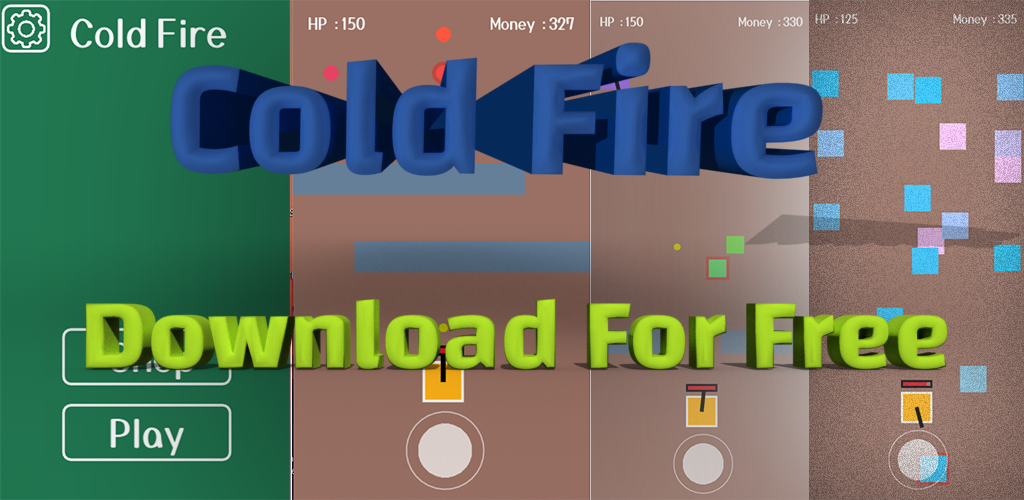 Cold Fire
HP :150
Money :327
HP :150
Money :330
HP :125
Money :335
Cold Fire
Download For Free
Shop
Play